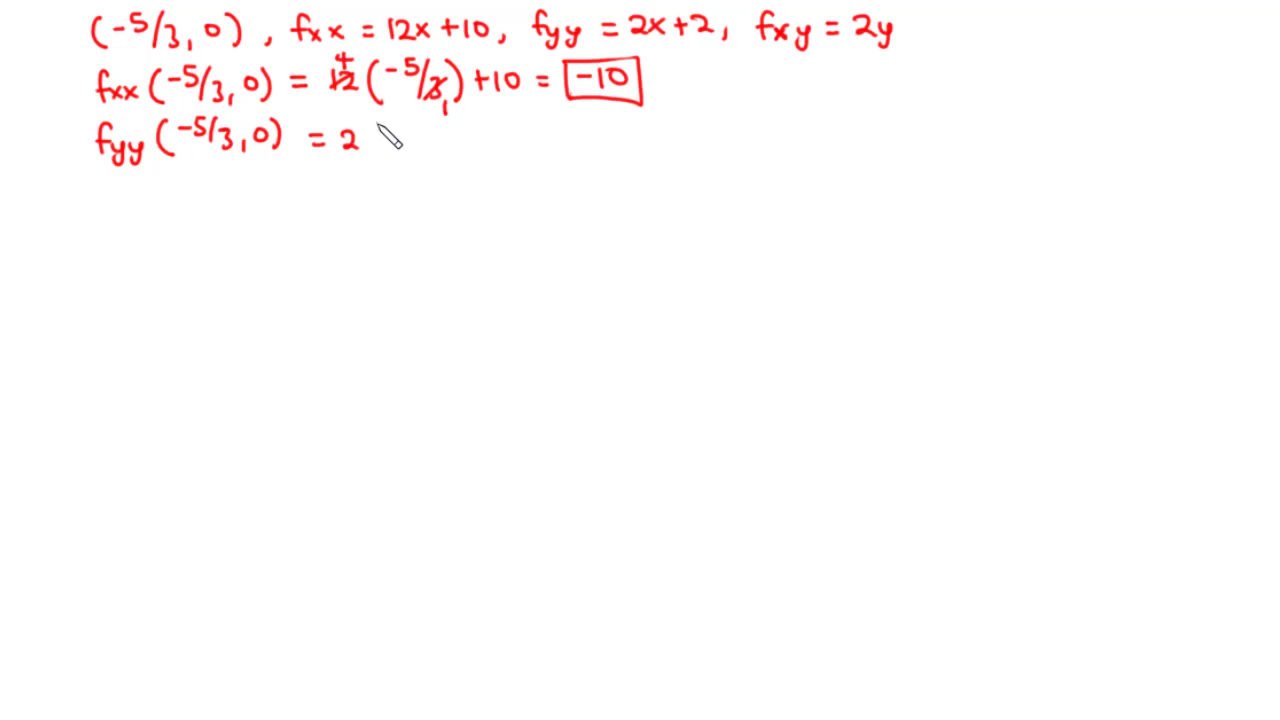 (-5/3, 0), fxx = 12x+10, fyy = 2x+2, fxy = 2y
fxx(-5/3, 0) = 12 4 (-5/3 1) +10 = -10
fyy(-5/3, 0) = 2